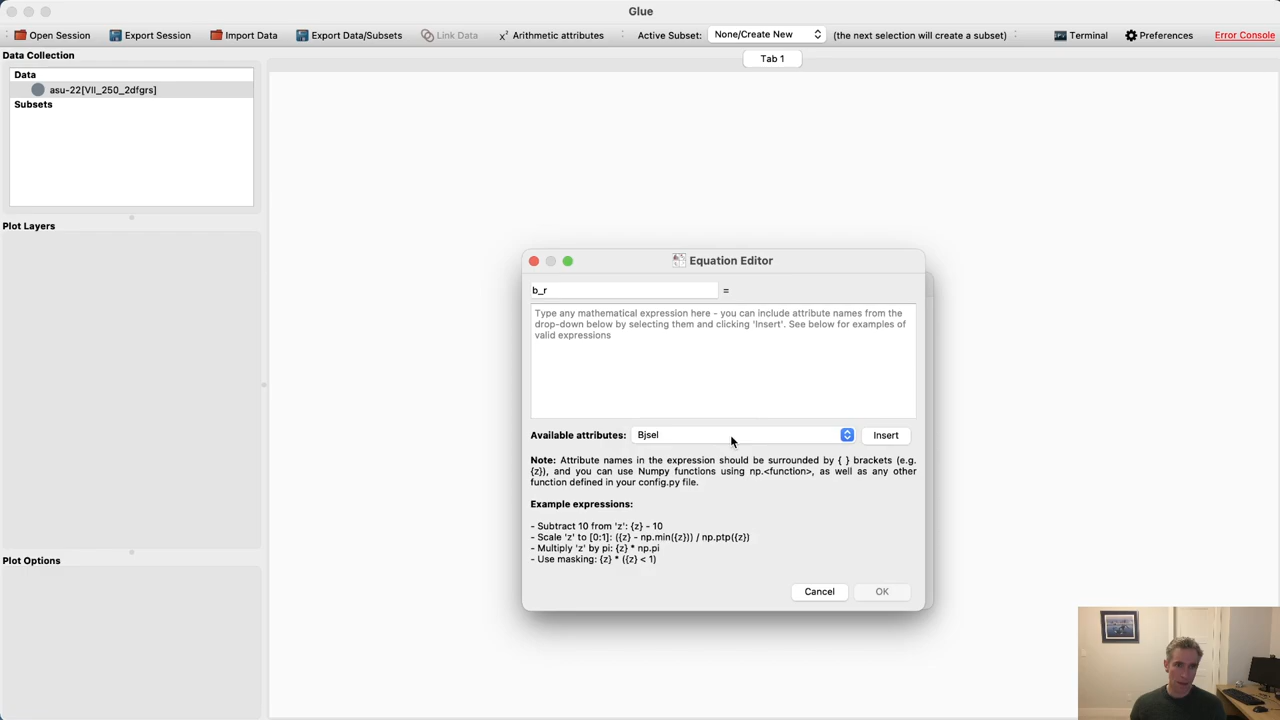 Glue
Open Session Export Session Import Data Export Data/Subsets Link Data x² Arithmetic attributes Active Subset: None/Create New (the next selection will create a subset) Terminal Preferences Error Console
Data Collection
Tab 1
Data
asu-22[VII_250_2dfgrs]
Subsets
Plot Layers
Plot Options
Equation Editor
b_r =
Type any mathematical expression here - you can include attribute names from the
drop-down below by selecting them and clicking 'Insert'. See below for examples of
valid expressions
Available attributes: Bjsel Insert
Note: Attribute names in the expression should be surrounded by { } brackets (e.g.
{z}), and you can use Numpy functions using np.<function>, as well as any other
function defined in your config.py file.
Example expressions:
- Subtract 10 from 'z': {z} - 10
- Scale 'z' to [0:1]: ({z} - np.min({z})) / np.ptp({z})
- Multiply 'z' by pi: {z} * np.pi
- Use masking: {z} * ({z} < 1)
Cancel OK